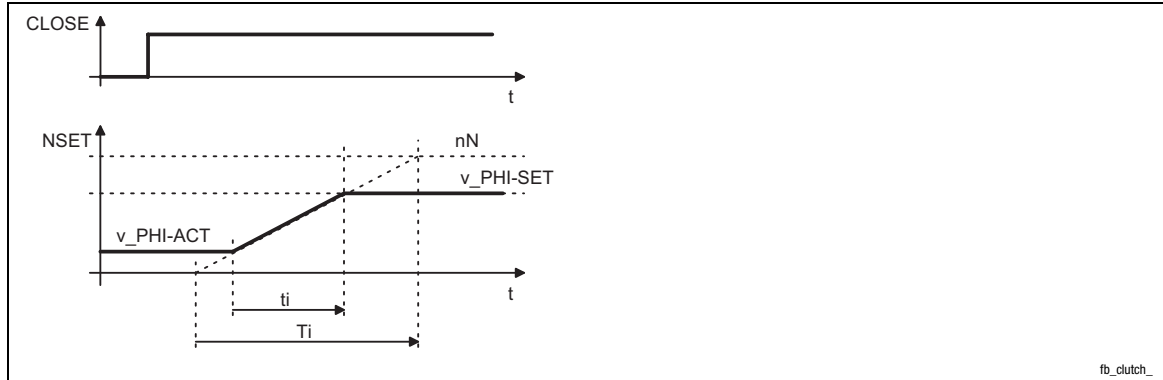 CLOSE
t
NSET
nN
v_PHI-SET
v_PHI-ACT
t
ti
Ti
fb_clutch_